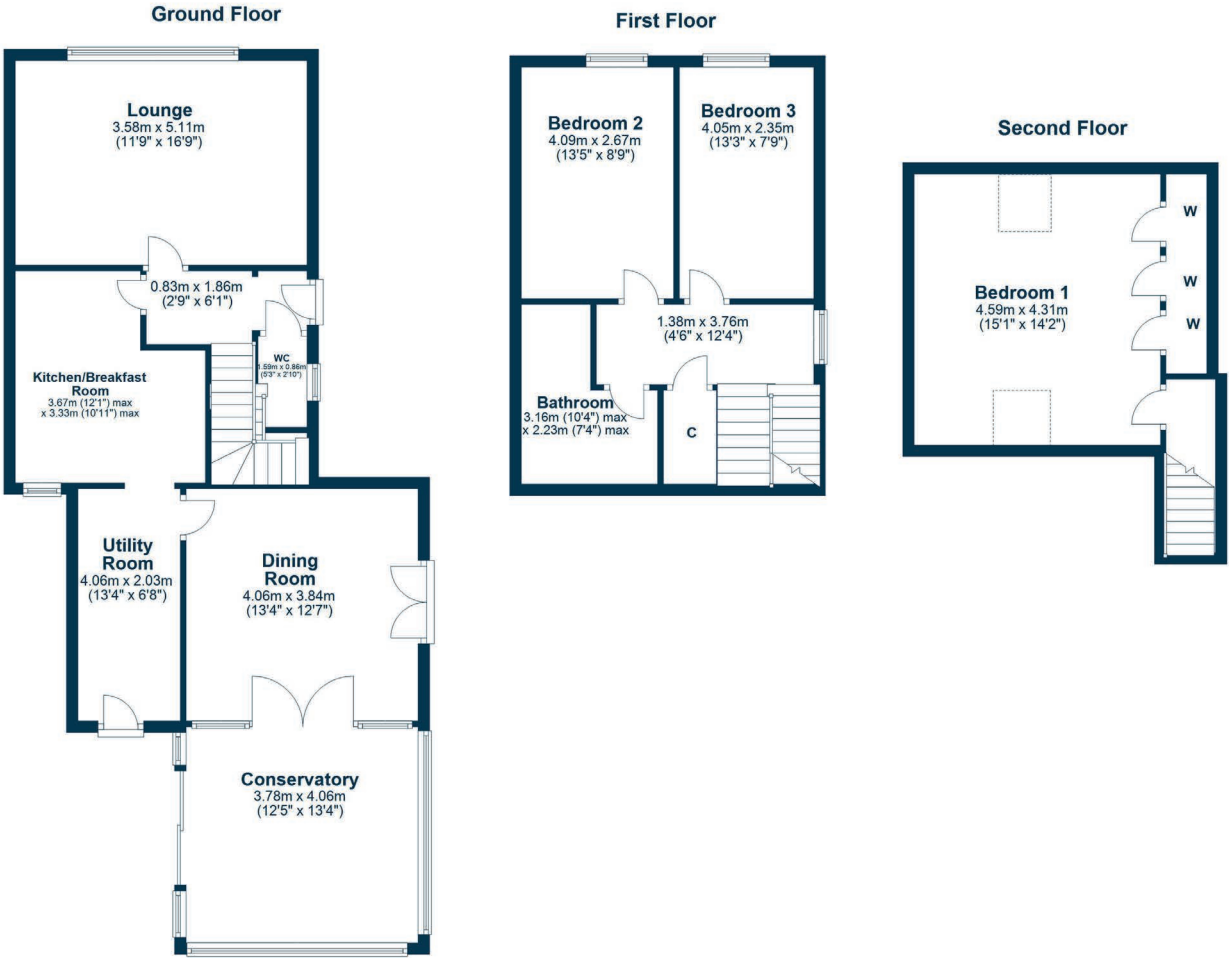 Ground Floor
Lounge
3.58m x 5.11m
(11'9" x 16'9")
0.83m x 1.86m
(2'9" x 6'1")
WC
1.59m x 0.86m
(5'3" x 2'10")
Kitchen/Breakfast
Room
3.67m (12'1") max
x 3.33m (10'11") max
Utility
Room
4.06m x 2.03m
(13'4" x 6'8")
Dining
Room
4.06m x 3.84m
(13'4" x 12'7")
Conservatory
3.78m x 4.06m
(12'5" x 13'4")
First Floor
Bedroom 2
4.09m x 2.67m
(13'5" x 8'9")
Bedroom 3
4.05m x 2.35m
(13'3" x 7'9")
1.38m x 3.76m
(4'6" x 12'4")
Bathroom
3.16m (10'4") max
x 2.23m (7'4") max
C
Second Floor
Bedroom 1
4.59m x 4.31m
(15'1" x 14'2")
W
W
W